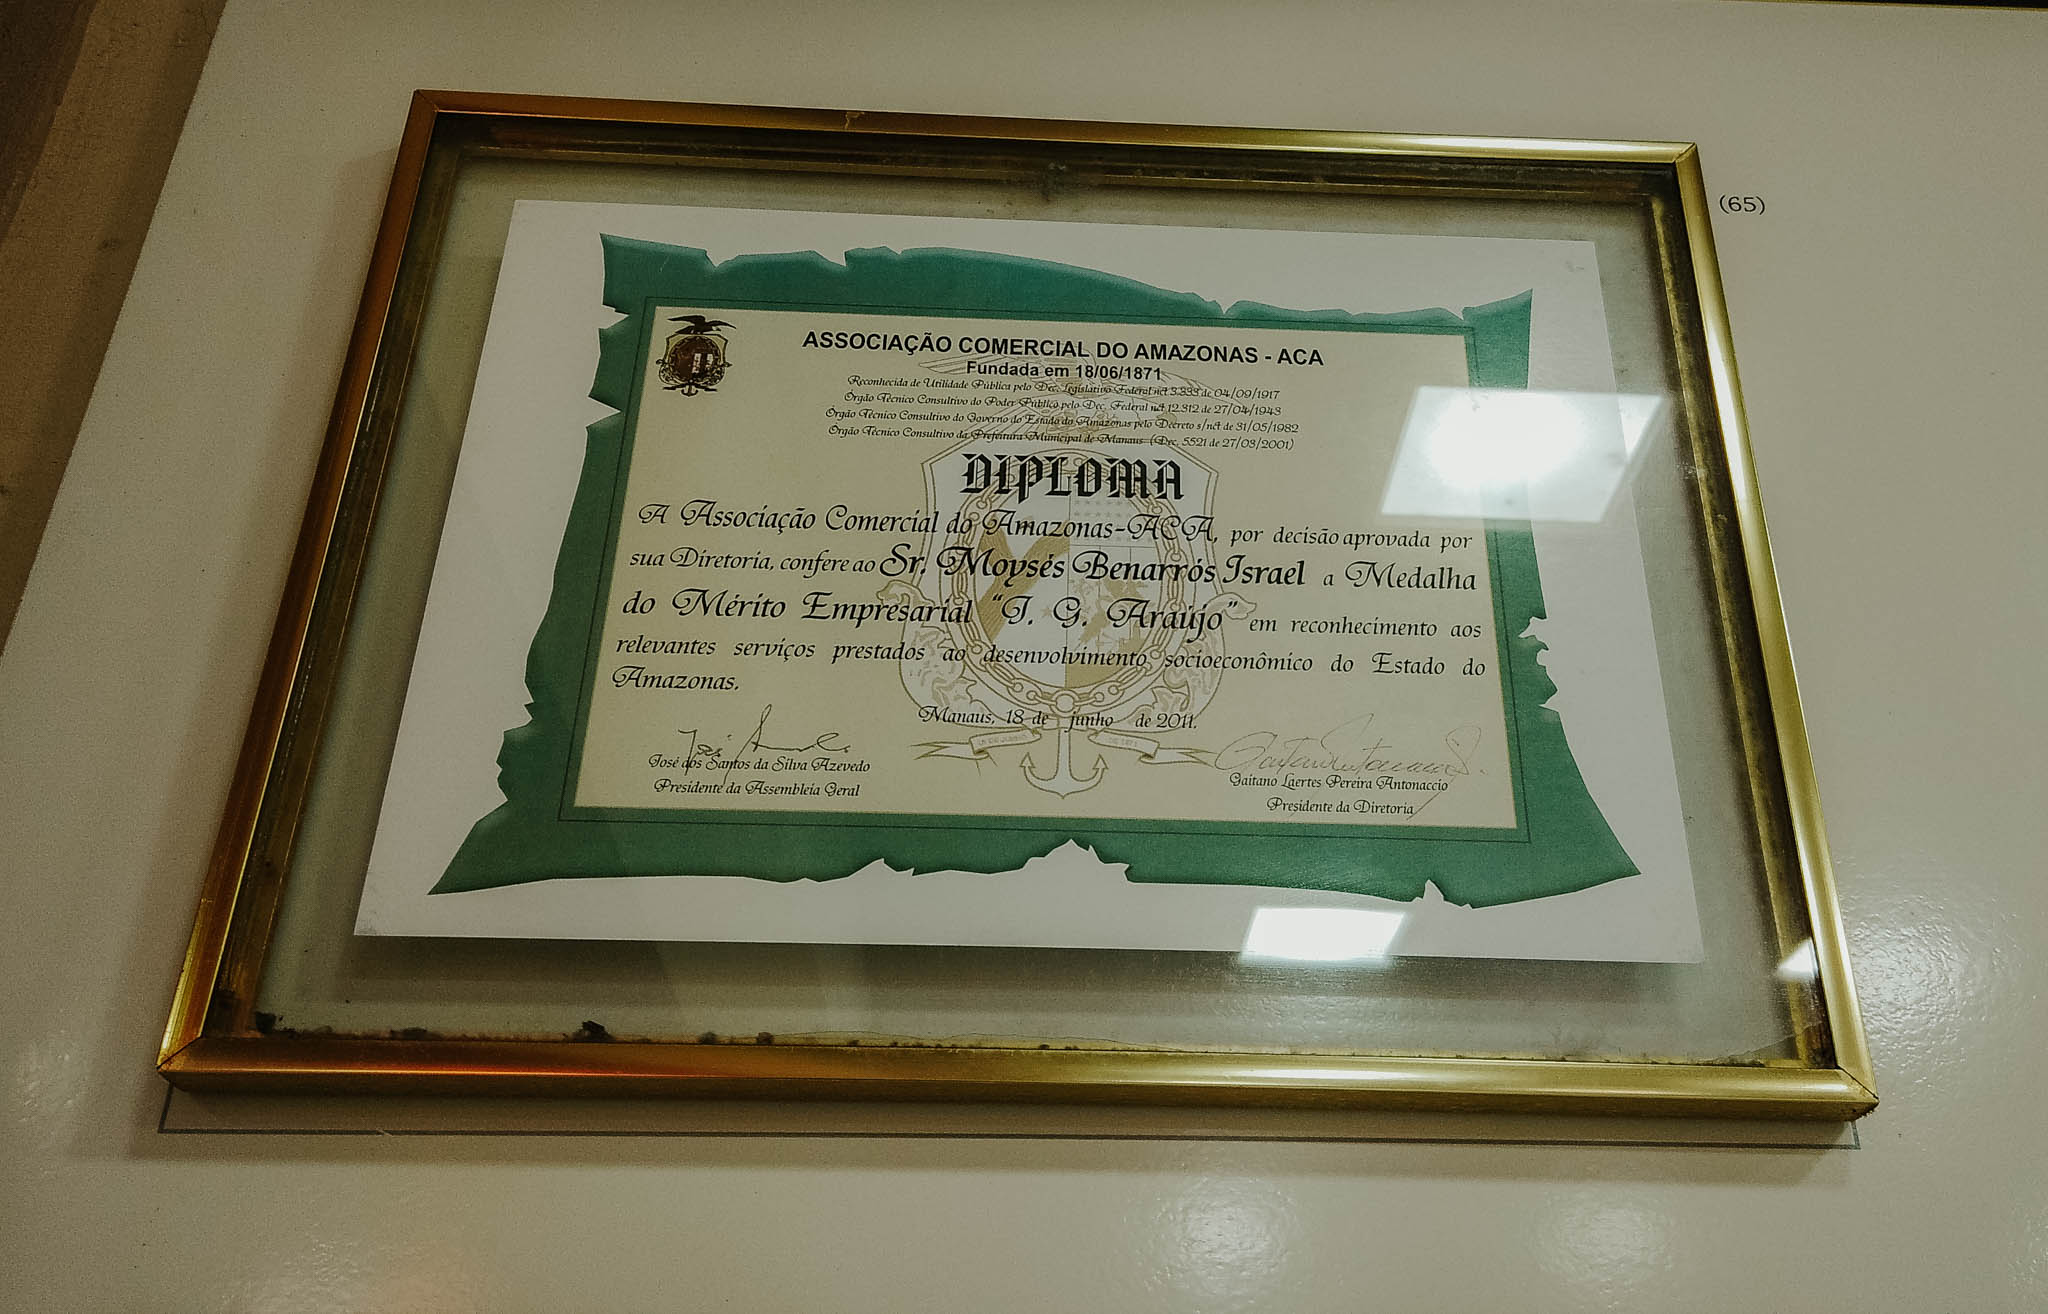 (65)
ASSOCIAÇÃO COMERCIAL DO AMAZONAS - ACA
Fundada em 18/06/1871
Reconhecida de Utilidade Pública pelo Dec. Legislativo Federal nº 3.333 de 04/09/1917
Órgão Técnico Consultivo do Poder Público pelo Dec. Federal nº 12.312 de 27/04/1943
Órgão Técnico Consultivo do Governo do Estado do Amazonas pelo Decreto s/nº de 31/05/1982
Órgão Técnico Consultivo da Prefeitura Municipal de Manaus (Dec. 5521 de 27/03/2001)
DIPLOMA
A Associação Comercial do Amazonas-ACA, por decisão aprovada por
sua Diretoria, confere ao Sr. Moysés Benarrós Israel a Medalha
do Mérito Empresarial "J. G. Araújo" em reconhecimento aos
relevantes serviços prestados ao desenvolvimento socioeconômico do Estado do
Amazonas.
Manaus, 18 de junho de 2011.
José dos Santos da Silva Azevedo
Presidente da Assembleia Geral
Gaitano Laertes Pereira Antonaccio
Presidente da Diretoria